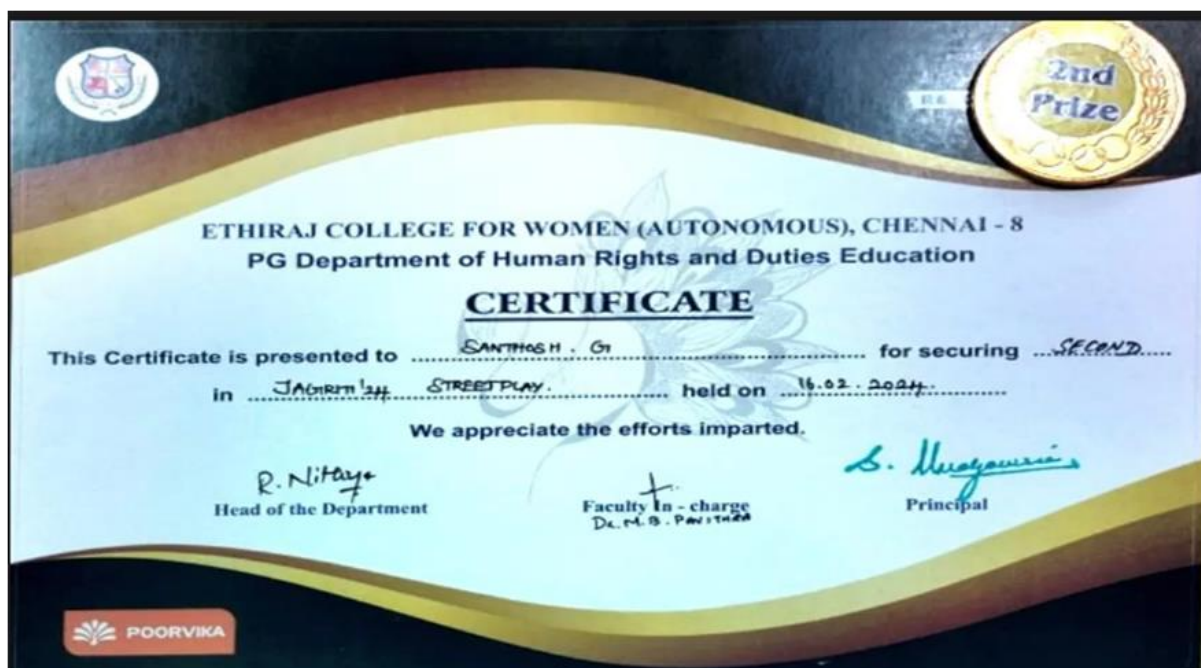 2nd
Prize
ETHIRAJ COLLEGE FOR WOMEN (AUTONOMOUS), CHENNAI - 8
PG Department of Human Rights and Duties Education
CERTIFICATE
This Certificate is presented to SANTHOSH . G for securing SECOND
in JAGRITI '24 STREETPLAY. held on 16.02.2024.
We appreciate the efforts imparted.
R. Nithya
Head of the Department
Faculty In - charge
Dr. M. B. PAVITHRA
Principal
POORVIKA